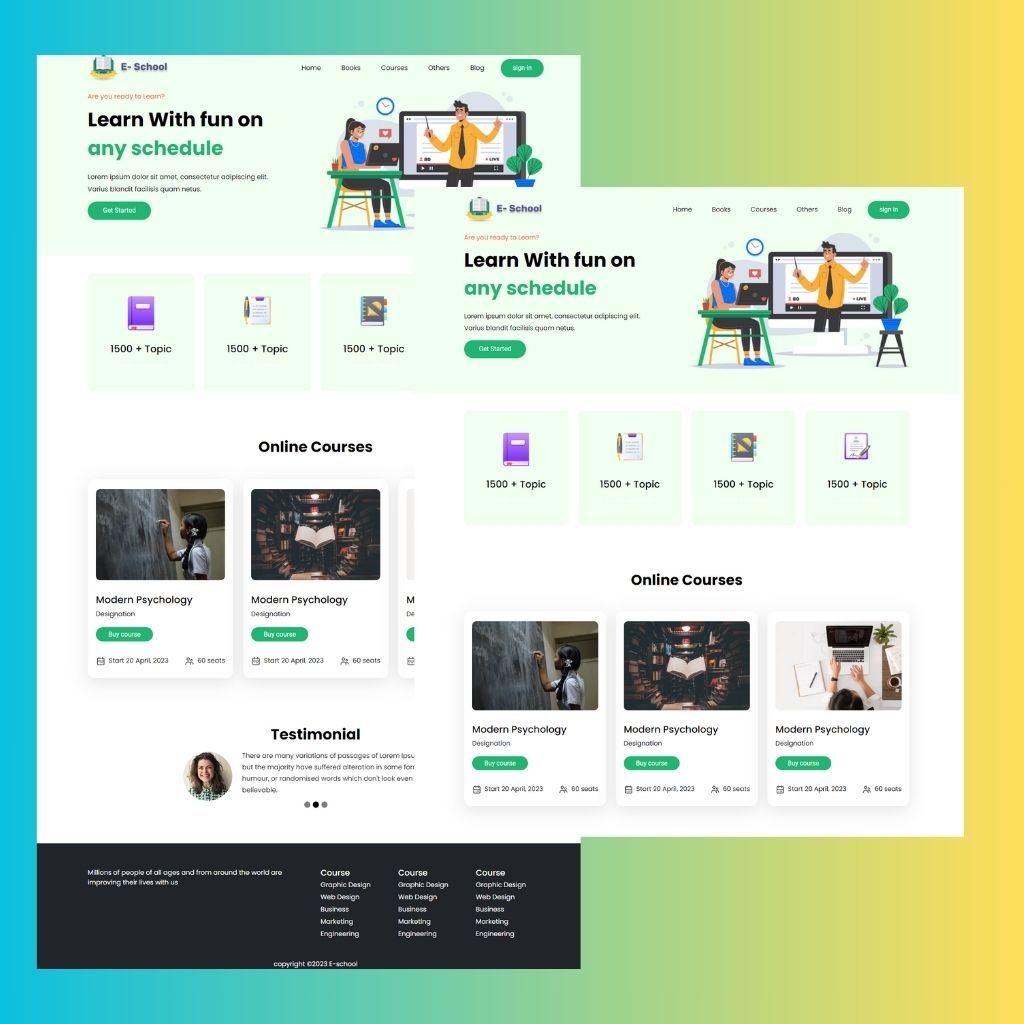 E- School
Home
Books
Courses
Others
Blog
sign in
Are you ready to Learn?
Learn With fun on
any schedule
Lorem ipsum dolor sit amet, consectetur adipiscing elit.
Varius blandit facilisis quam netus.
Get Started
80
LIVE
1500 + Topic
1500 + Topic
1500 + Topic
Online Courses
Modern Psychology
Designation
Buy course
Start 20 April, 2023
60 seats
Modern Psychology
Designation
Buy course
Start 20 April, 2023
60 seats
M
De
Testimonial
There are many variations of passages of Lorem Ipsu
but the majority have suffered alteration in some for
humour, or randomised words which don't look even
believable.
Millions of people of all ages and from around the world are
improving their lives with us
Course
Graphic Design
Web Design
Business
Marketing
Engineering
Course
Graphic Design
Web Design
Business
Marketing
Engineering
Course
Graphic Design
Web Design
Business
Marketing
Engineering
copyright ©2023 E-school
E- School
Home
Books
Courses
Others
Blog
sign in
Are you ready to Learn?
Learn With fun on
any schedule
Lorem ipsum dolor sit amet, consectetur adipiscing elit.
Varius blandit facilisis quam netus.
Get Started
80
LIVE
1500 + Topic
1500 + Topic
1500 + Topic
1500 + Topic
Online Courses
Modern Psychology
Designation
Buy course
Start 20 April, 2023
60 seats
Modern Psychology
Designation
Buy course
Start 20 April, 2023
60 seats
Modern Psychology
Designation
Buy course
Start 20 April, 2023
60 seats